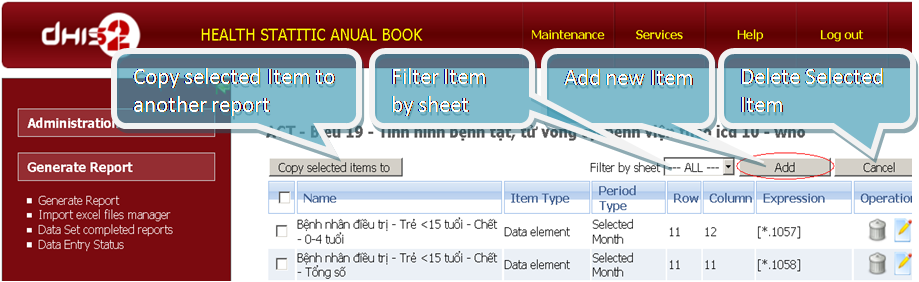 dHIS2
HEALTH STATITIC ANUAL BOOK
Maintenance Services Help Log out
Copy selected Item to
another report
Filter Item
by sheet
Add new Item
Delete Selected
Item
Administratio
ACT - Biểu 19 - Tình hình bệnh tật, tử vong bệnh viện theo icd 10 - who
Generate Report
Generate Report
Import excel files manager
Data Set completed reports
Data Entry Status
Copy selected items to
Filter by sheet --- ALL ---
Add
Cancel
Name Item Type Period Type Row Column Expression Operation
Bệnh nhân điều trị - Trẻ <15 tuổi - Chết
- 0-4 tuổi
Data element
Selected
Month
11 12 [*.1057]
Bệnh nhân điều trị - Trẻ <15 tuổi - Chết
- Tổng số
Data element
Selected
Month
11 11 [*.1058]